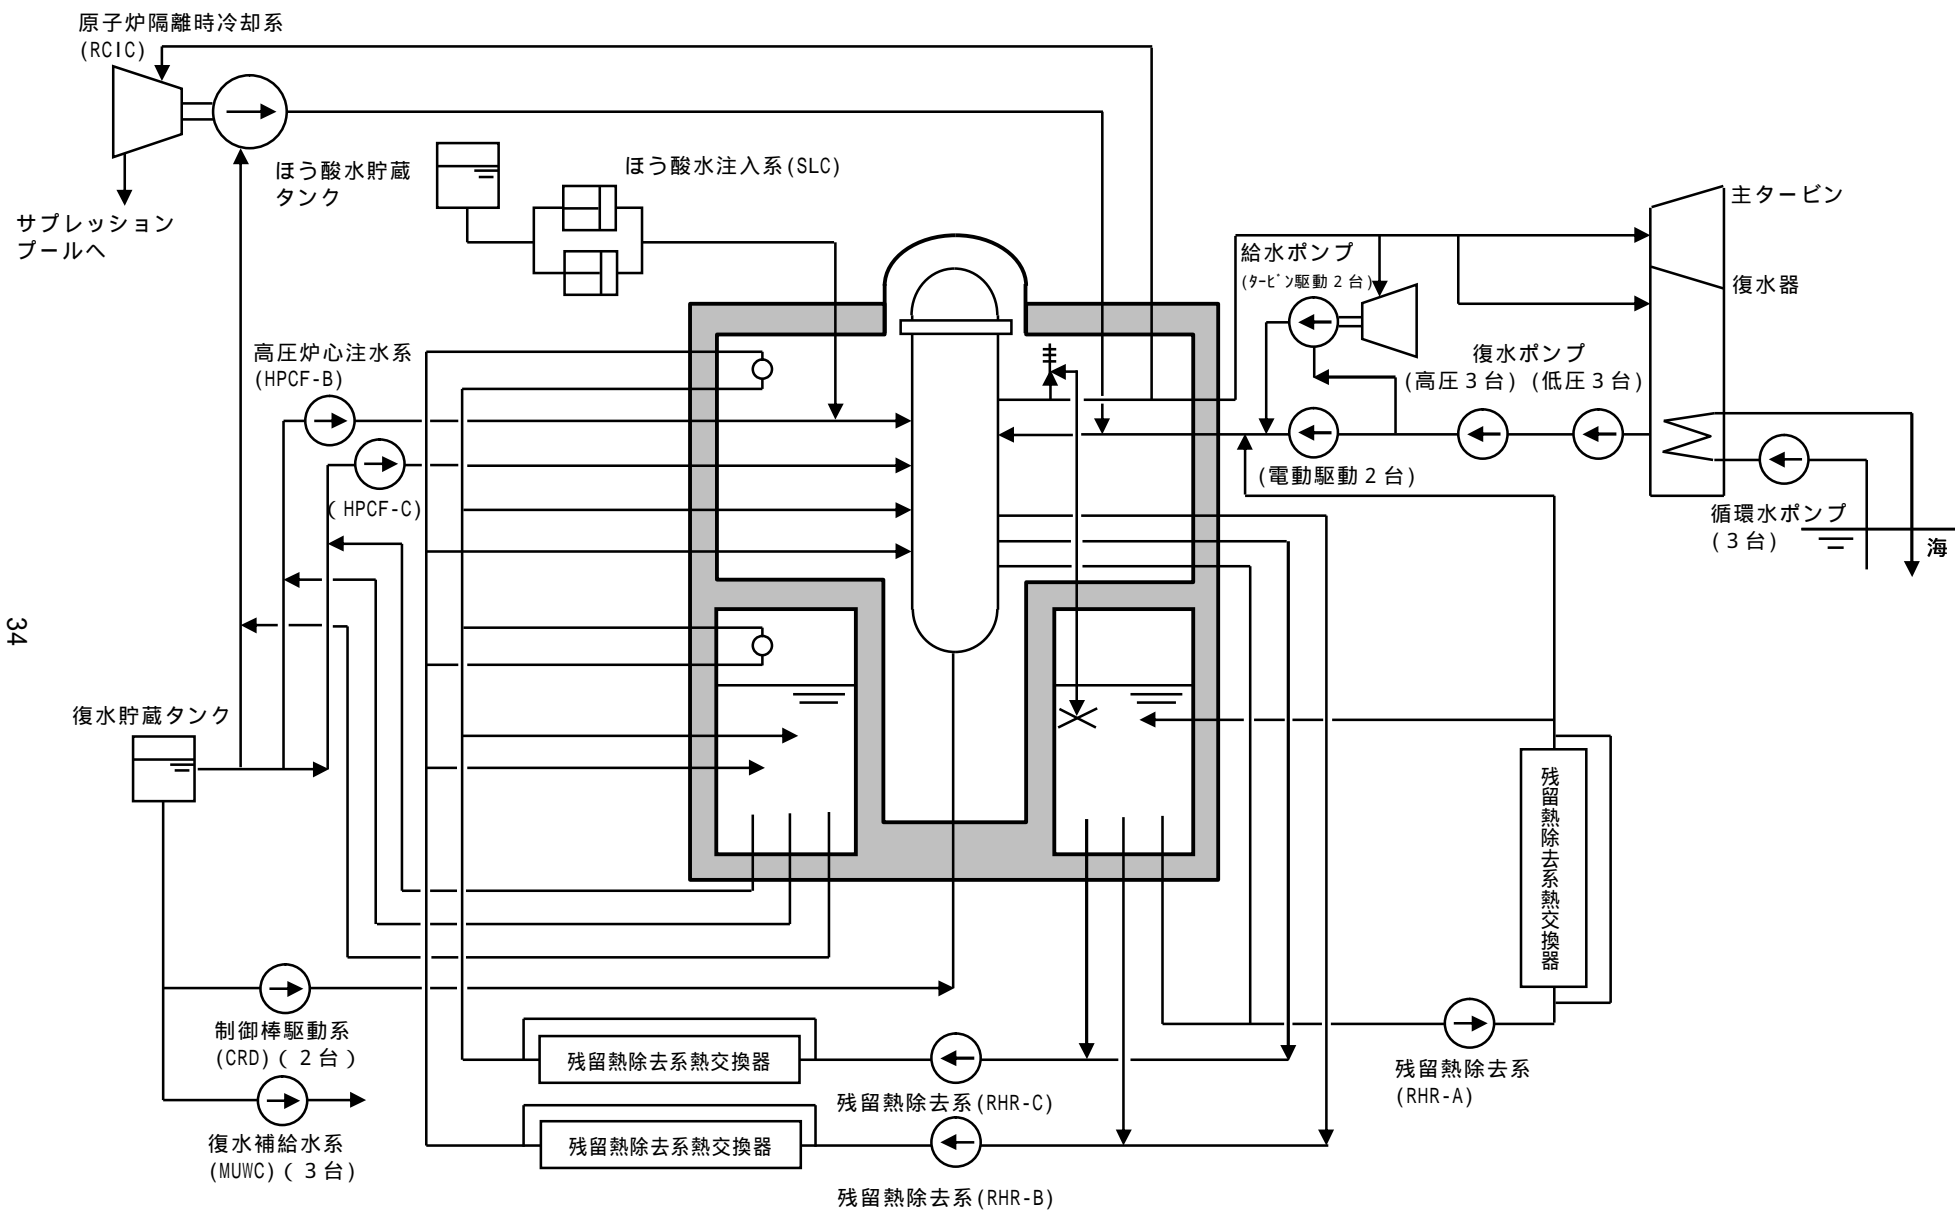 原子炉隔離時冷却系
(RCIC)
サプレッション
プールへ
ほう酸水貯蔵
タンク
ほう酸水注入系(SLC)
主タービン
給水ポンプ
(ﾀｰﾋﾞﾝ駆動２台)
復水器
高圧炉心注水系
(HPCF-B)
復水ポンプ
(高圧３台) (低圧３台)
(HPCF-C)
(電動駆動２台)
循環水ポンプ
(３台)
海
34
復水貯蔵タンク
残留熱除去系熱交換器
制御棒駆動系
(CRD)(２台)
残留熱除去系熱交換器
残留熱除去系(RHR-C)
残留熱除去系
(RHR-A)
復水補給水系
(MUWC)(３台)
残留熱除去系熱交換器
残留熱除去系(RHR-B)